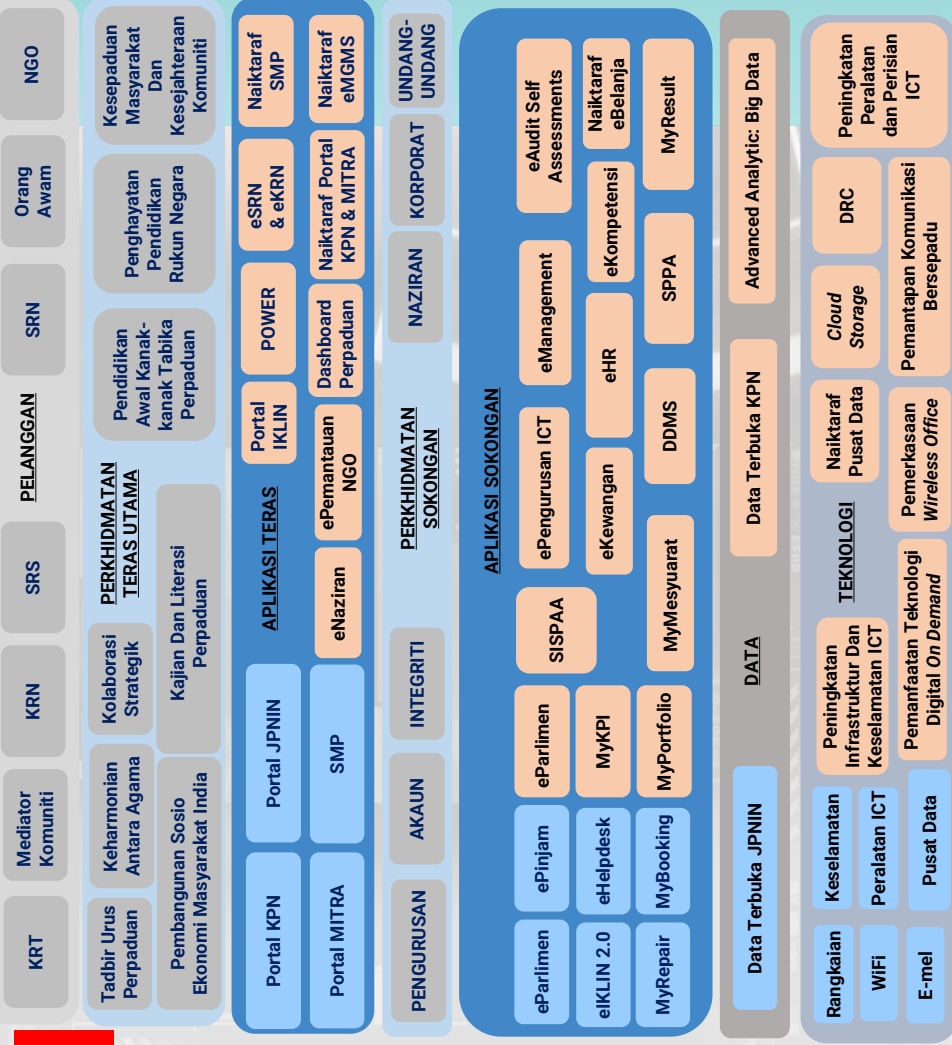 PELANGGAN
KRT
Mediator
Komuniti
KRN
SRS
SRN
Orang
Awam
NGO
PERKHIDMATAN
TERAS UTAMA
Tadbir Urus
Perpaduan
Keharmonian
Antara Agama
Kolaborasi
Strategik
Pendidikan
Awal Kanak-
kanak Tabika
Perpaduan
Penghayatan
Pendidikan
Rukun Negara
Kesepaduan
Masyarakat
Dan
Kesejahteraan
Komuniti
Pembangunan Sosio
Ekonomi Masyarakat India
Kajian Dan Literasi
Perpaduan
APLIKASI TERAS
Portal KPN
Portal JPNIN
Portal
IKLIN
POWER
eSRN
& eKRN
Naiktaraf
SMP
Portal MITRA
SMP
eNaziran
ePemantauan
NGO
Dashboard
Perpaduan
Naiktaraf Portal
KPN & MITRA
Naiktaraf
eMGMS
PERKHIDMATAN
SOKONGAN
PENGURUSAN
AKAUN
INTEGRITI
NAZIRAN
KORPORAT
UNDANG-
UNDANG
APLIKASI SOKONGAN
eParlimen
ePinjam
eParlimen
SISPAA
ePengurusan ICT
eManagement
eAudit Self
Assessments
eIKLIN 2.0
eHelpdesk
MyKPI
eKewangan
eHR
eKompetensi
Naiktaraf
eBelanja
MyRepair
MyBooking
MyPortfolio
MyMesyuarat
DDMS
SPPA
MyResult
DATA
Data Terbuka JPNIN
Data Terbuka KPN
Advanced Analytic: Big Data
TEKNOLOGI
Rangkaian
Keselamatan
Peningkatan
Infrastruktur Dan
Keselamatan ICT
Naiktaraf
Pusat Data
Cloud
Storage
DRC
Peningkatan
Peralatan
dan Perisian
ICT
WiFi
Peralatan ICT
E-mel
Pusat Data
Pemanfaatan Teknologi
Digital On Demand
Pemerkasaan
Wireless Office
Pemantapan Komunikasi
Bersepadu